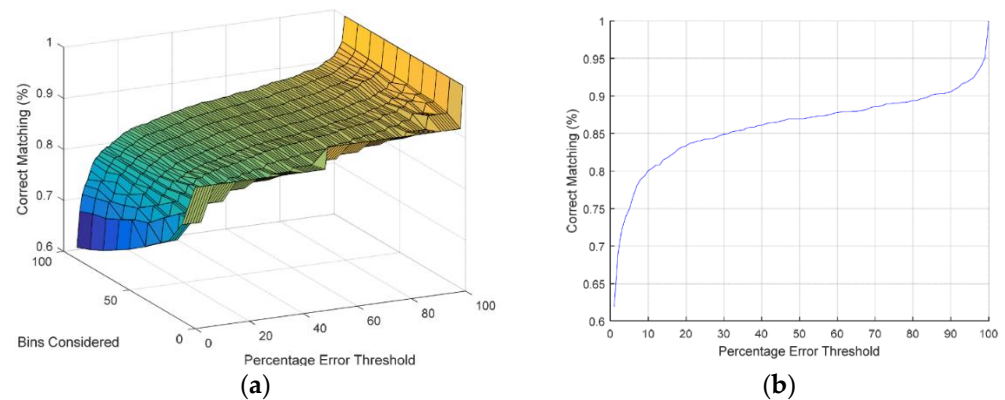 1
0.9
0.8
0.7
0.6
Correct Matching (%)
100
50
0
Bins Considered
0
20
40
60
80
100
Percentage Error Threshold
(a)
1
0.95
0.9
0.85
0.8
0.75
0.7
0.65
0.6
Correct Matching (%)
0 10 20 30 40 50 60 70 80 90 100
Percentage Error Threshold
(b)